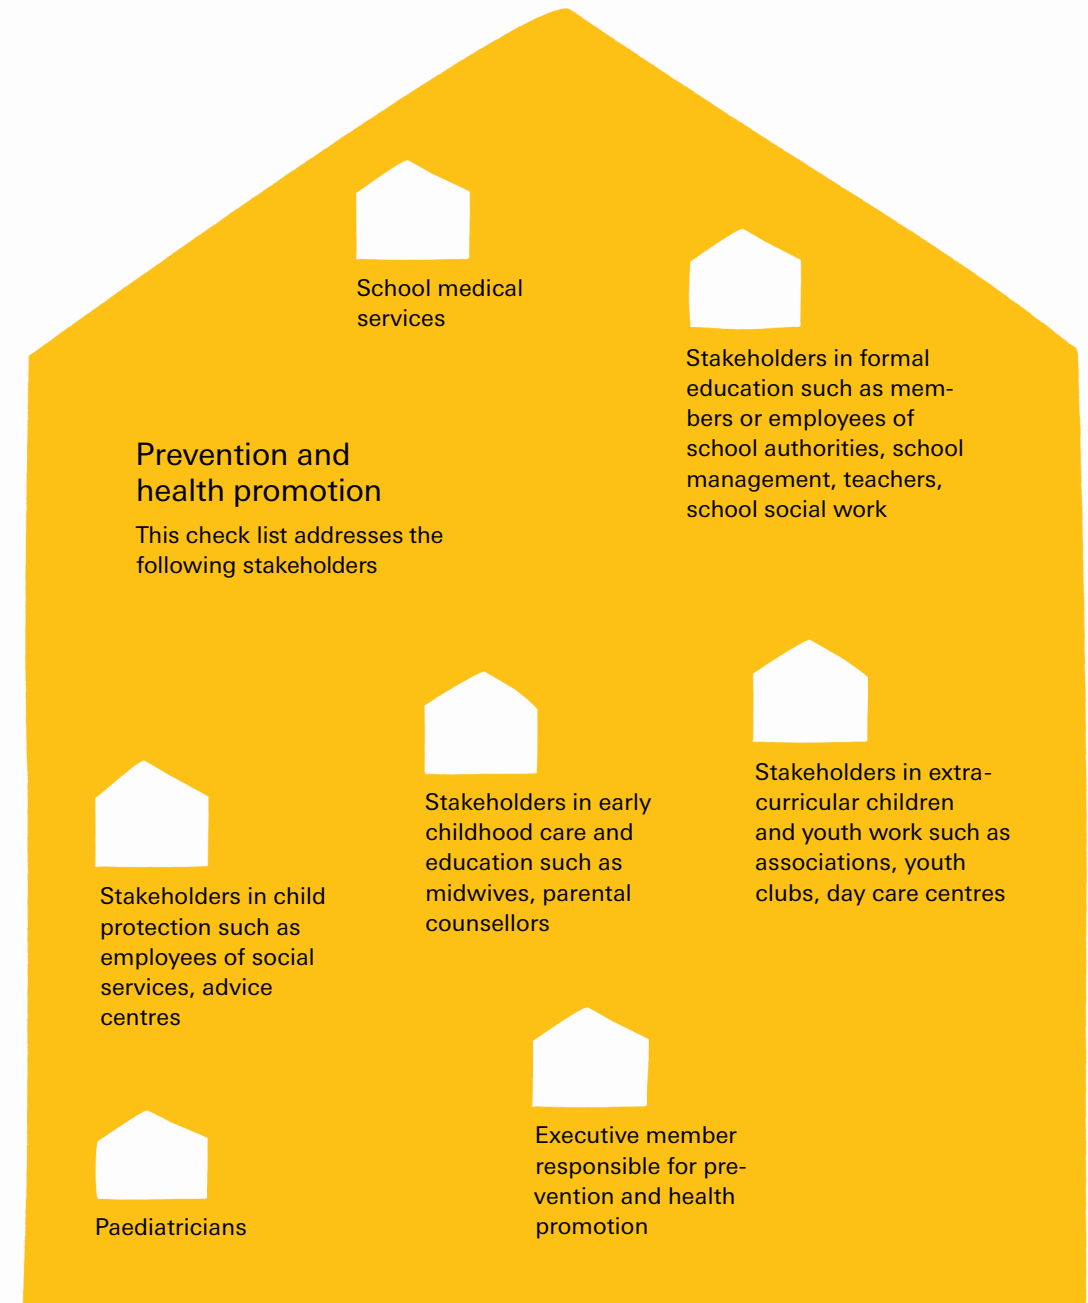 School medical
services
Stakeholders in formal
education such as mem-
bers or employees of
school authorities, school
management, teachers,
school social work
Prevention and
health promotion
This check list addresses the
following stakeholders
Stakeholders in extra-
curricular children
and youth work such as
associations, youth
clubs, day care centres
Stakeholders in early
childhood care and
education such as
midwives, parental
counsellors
Stakeholders in child
protection such as
employees of social
services, advice
centres
Executive member
responsible for pre-
vention and health
promotion
Paediatricians